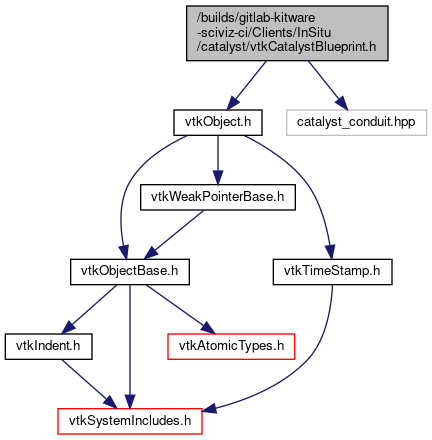 /builds/gitlab-kitware
-sciviz-ci/Clients/InSitu
/catalyst/vtkCatalystBlueprint.h
vtkObject.h
catalyst_conduit.hpp
vtkWeakPointerBase.h
vtkObjectBase.h
vtkTimeStamp.h
vtkIndent.h
vtkAtomicTypes.h
vtkSystemIncludes.h